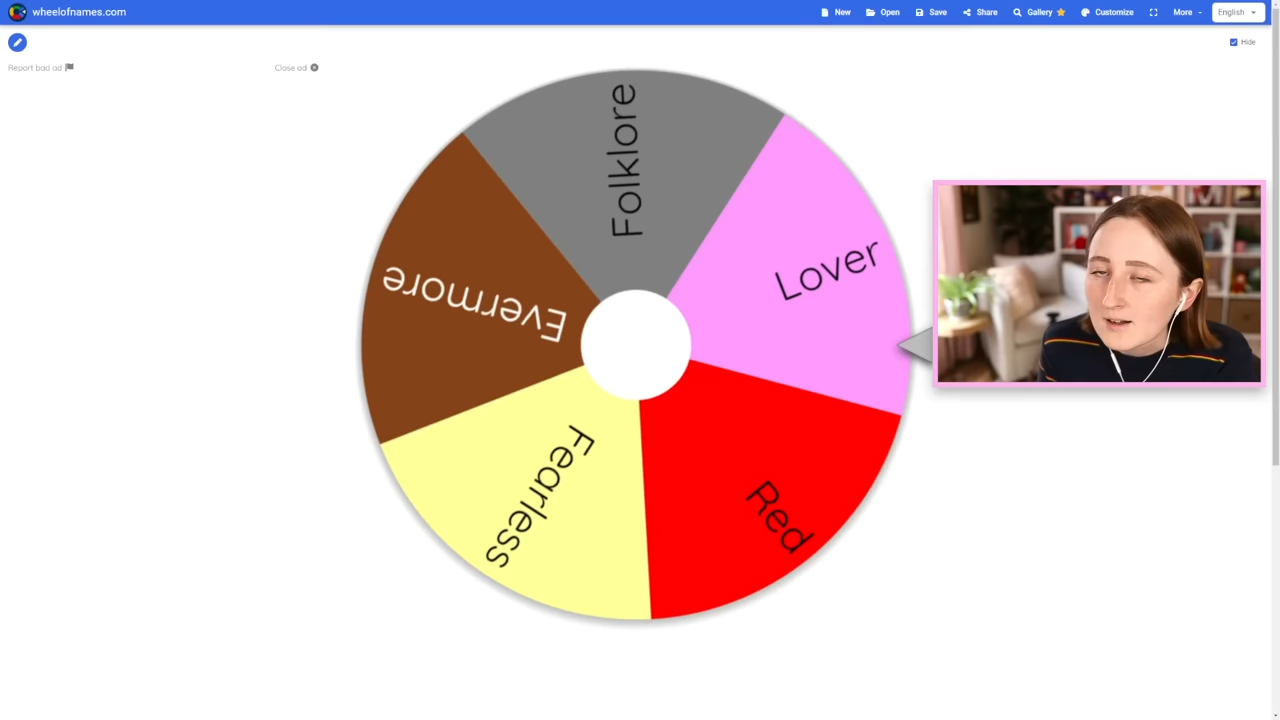 wheelofnames.com
New
Open
Save
Share
Gallery
Customize
More
English
Hide
Report bad ad
Close ad
Folklore
Lover
Evermore
Fearless
Red